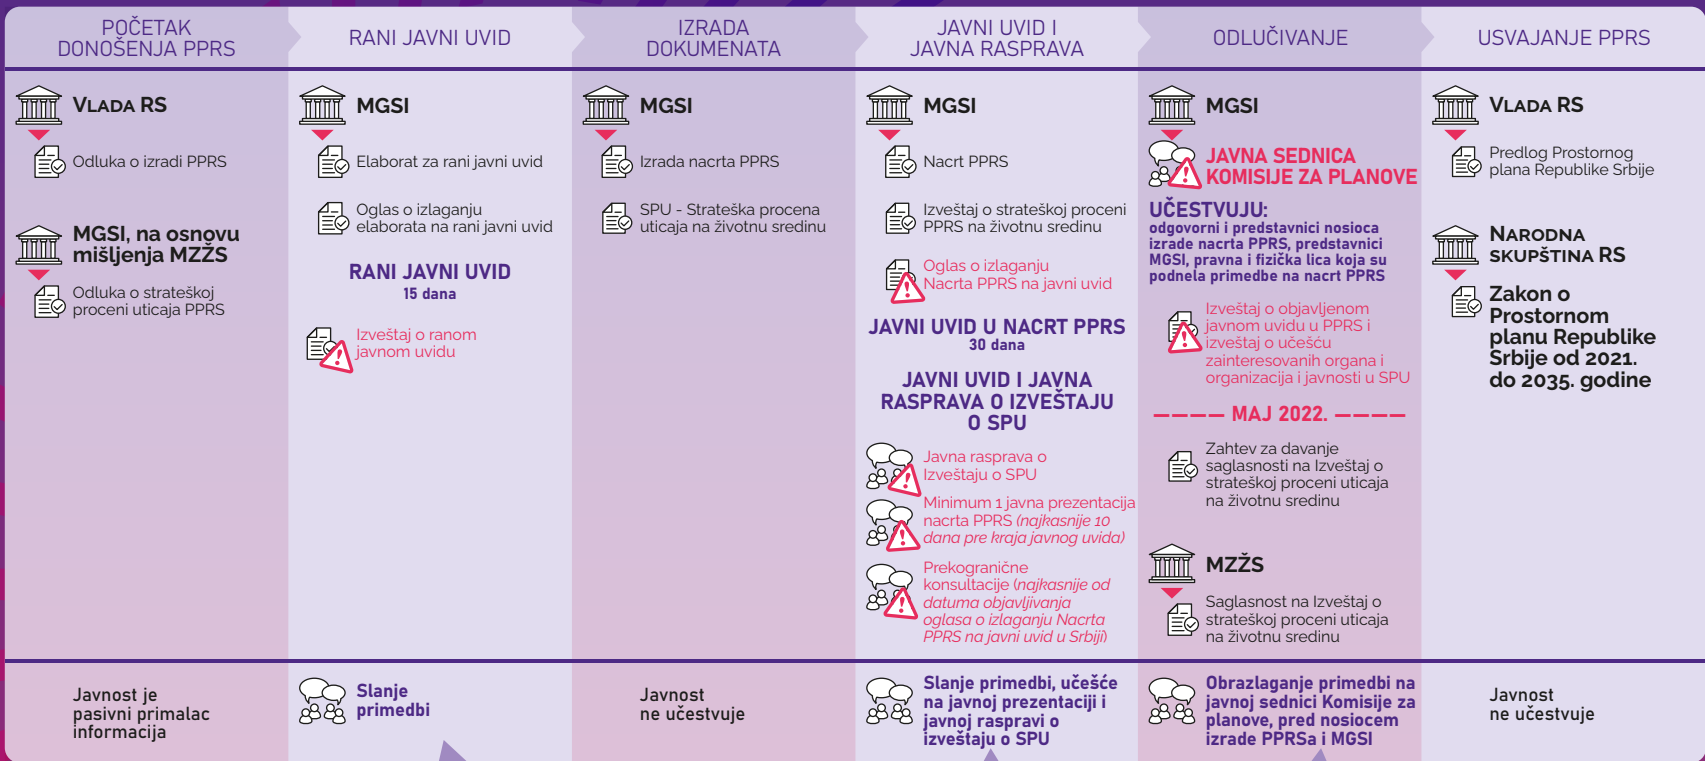 POČETAK
DONOŠENJA PPRS
RANI JAVNI UVID
IZRADA
DOKUMENATA
JAVNI UVID I
JAVNA RASPRAVA
ODLUČIVANJE
USVAJANJE PPRS
VLADA RS
Odluka o izradi PPRS
MGSI, na osnovu
mišljenja MZŽS
Odluka o strateškoj
proceni uticaja PPRS
Javnost je
pasivni primalac
informacija
MGSI
Elaborat za rani javni uvid
Oglas o izlaganju
elaborata na rani javni uvid
RANI JAVNI UVID
15 dana
Izveštaj o ranom
javnom uvidu
Slanje
primedbi
MGSI
Izrada nacrta PPRS
SPU - Strateška procena
uticaja na životnu sredinu
Javnost
ne učestvuje
MGSI
Nacrt PPRS
Izveštaj o strateškoj proceni
PPRS na životnu sredinu
Oglas o izlaganju
Nacrta PPRS na javni uvid
JAVNI UVID U NACRT PPRS
30 dana
JAVNI UVID I JAVNA
RASPRAVA O IZVEŠTAJU
O SPU
Javna rasprava o
Izveštaju o SPU
Minimum 1 javna prezentacija
nacrta PPRS (najkasnije 10
dana pre kraja javnog uvida)
Prekogranične
konsultacije (najkasnije od
datuma objavljivanja
oglasa o izlaganju Nacrta
PPRS na javni uvid u Srbiji)
Slanje primedbi, učešće
na javnoj prezentaciji i
javnoj raspravi o
izveštaju o SPU
MGSI
JAVNA SEDNICA
KOMISIJE ZA PLANOVE
UČESTVUJU:
odgovorni i predstavnici nosioca
izrade nacrta PPRS, predstavnici
MGSI, pravna i fizička lica koja su
podnela primedbe na nacrt PPRS
Izveštaj o objavljenom
javnom uvidu u PPRS i
izveštaj o učešću
zainteresovanih organa i
organizacija i javnosti u SPU
———— MAJ 2022. ————
Zahtev za davanje
saglasnosti na Izveštaj o
strateškoj proceni uticaja
na životnu sredinu
MZŽS
Saglasnost na Izveštaj o
strateškoj proceni uticaja
na životnu sredinu
Obrazlaganje primedbi na
javnoj sednici Komisije za
planove, pred nosiocem
izrade PPRSa i MGSI
VLADA RS
Predlog Prostornog
plana Republike Srbije
NARODNA
SKUPŠTINA RS
Zakon o
Prostornom
planu Republike
Srbije od 2021.
do 2035. godine
Javnost
ne učestvuje